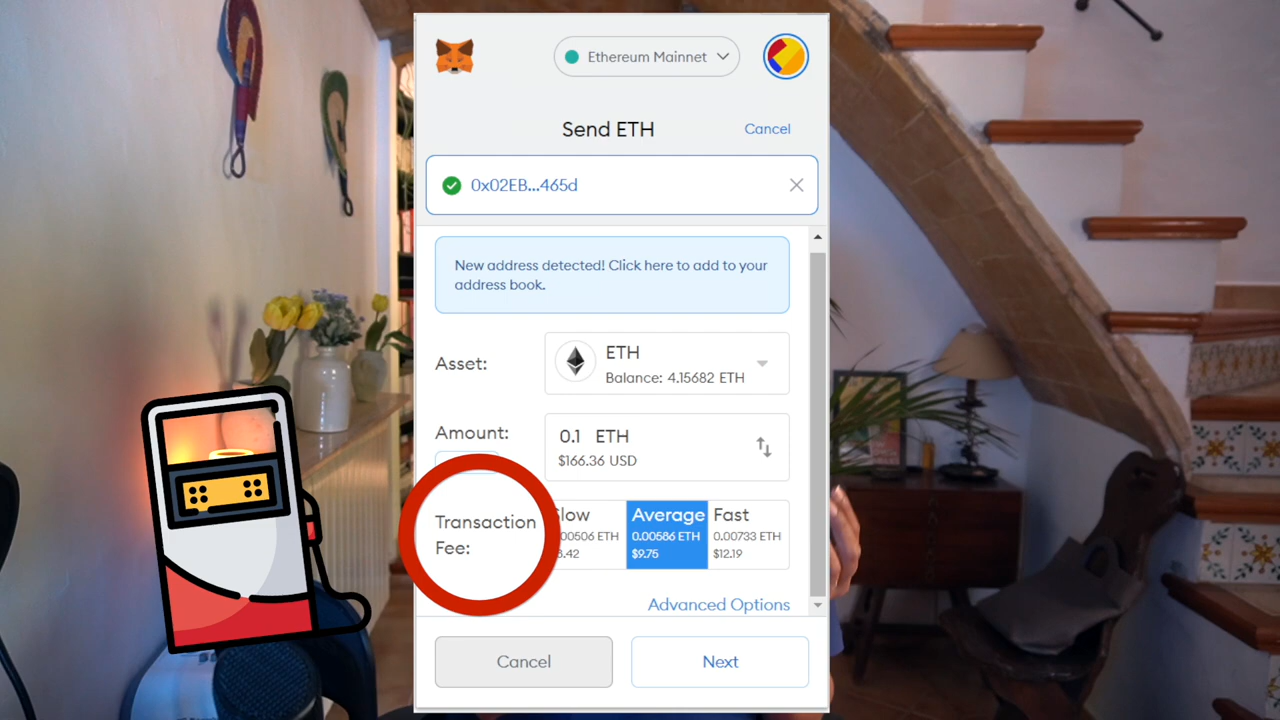 Ethereum Mainnet
Send ETH
Cancel
0x02EB...465d
New address detected! Click here to add to your
address book.
Asset:
ETH
Balance: 4.15682 ETH
Amount:
0.1 ETH
$166.36 USD
Transaction
Fee:
Average
0.00586 ETH
$9.75
Fast
0.00733 ETH
$12.19
Advanced Options
Cancel
Next